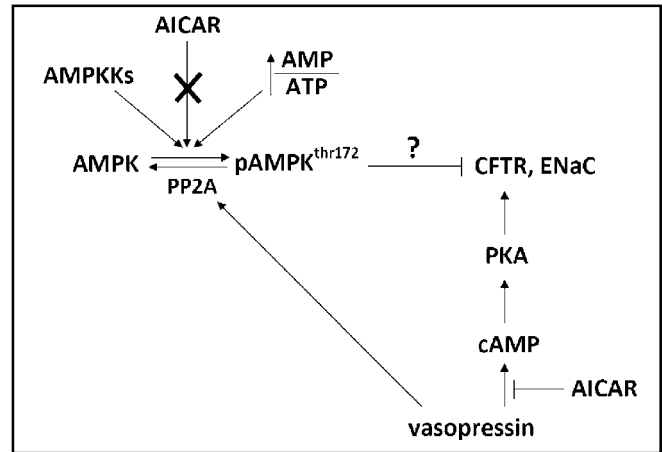 AICAR
AMPKKs
AMP
ATP
AMPK
pAMPKthr172
?
CFTR, ENaC
PP2A
PKA
cAMP
AICAR
vasopressin